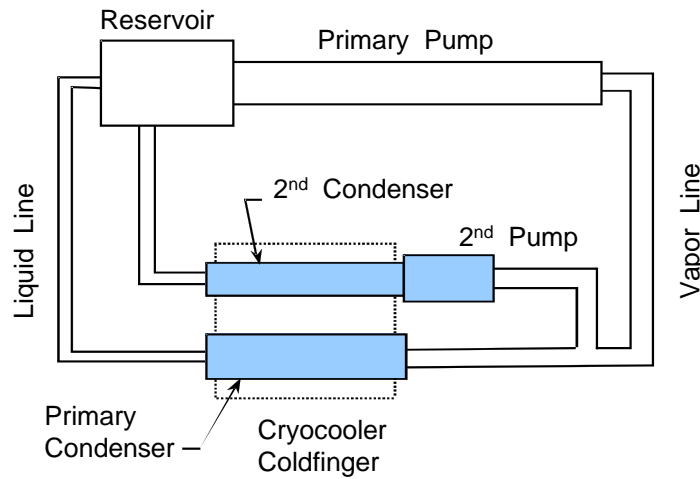 Reservoir
Primary Pump
2nd Condenser
2nd Pump
Liquid Line
Vapor Line
Primary
Condenser
Cryocooler
Coldfinger